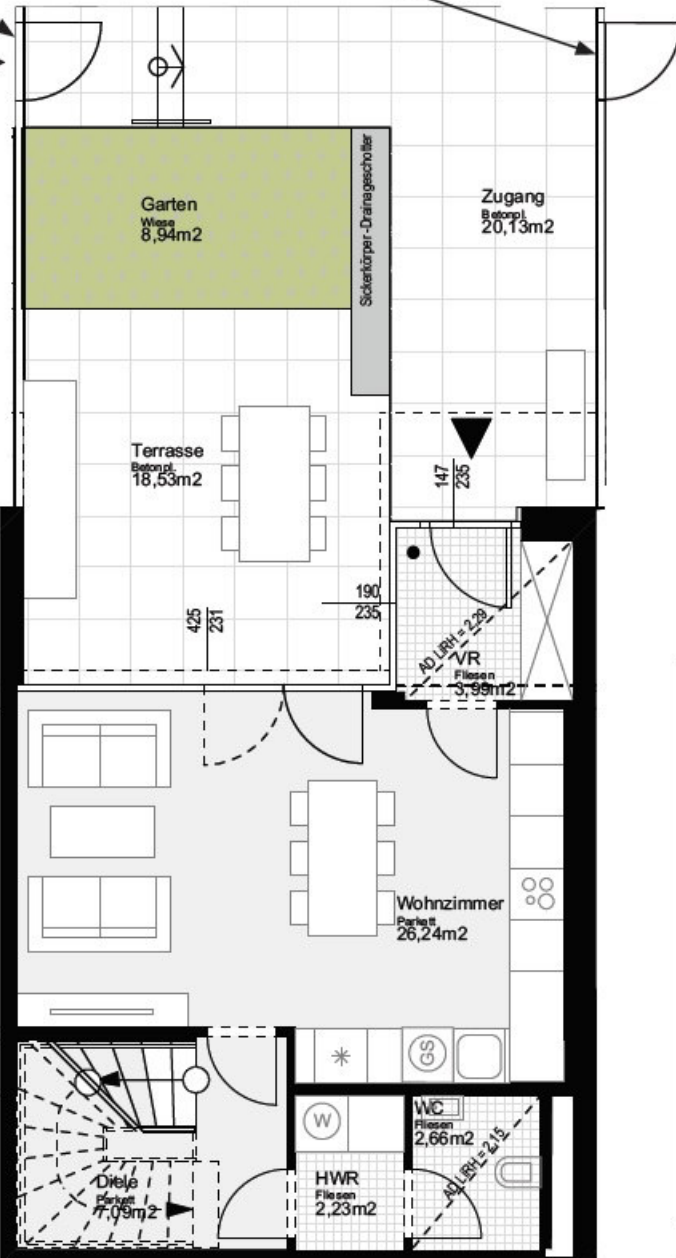 Garten
Wiese
8,94m2
Sickerkörper-Drainageschotter
Zugang
Betonpl.
20,13m2
Terrasse
Betonpl.
18,53m2
147
235
190
235
425
231
AD LIRH = 2,29
VR
Fliesen
3,99m2
Wohnzimmer
Parkett
26,24m2
GS
W
WC
Fliesen
2,66m2
AD LIRH = 2,15
Diele
Parkett
7,09m2
HWR
Fliesen
2,23m2